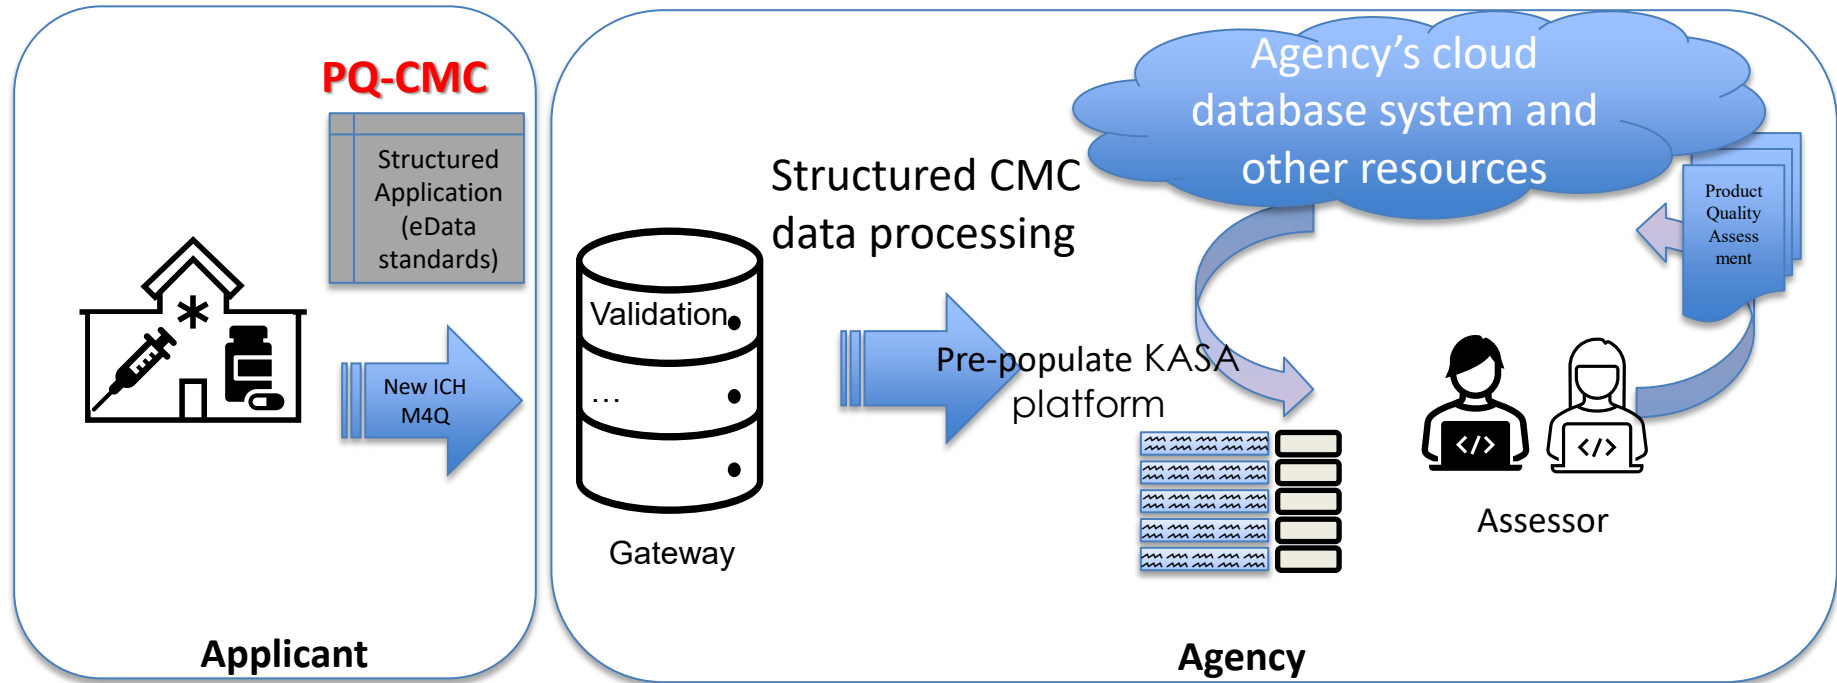 PQ-CMC
Structured
Application
(eData
standards)
New ICH
M4Q
Applicant
Validation
...
Gateway
Structured CMC
data processing
Pre-populate KASA
platform
Agency’s cloud
database system and
other resources
Product
Quality
Assess
ment
</>
</>
Assessor
Agency